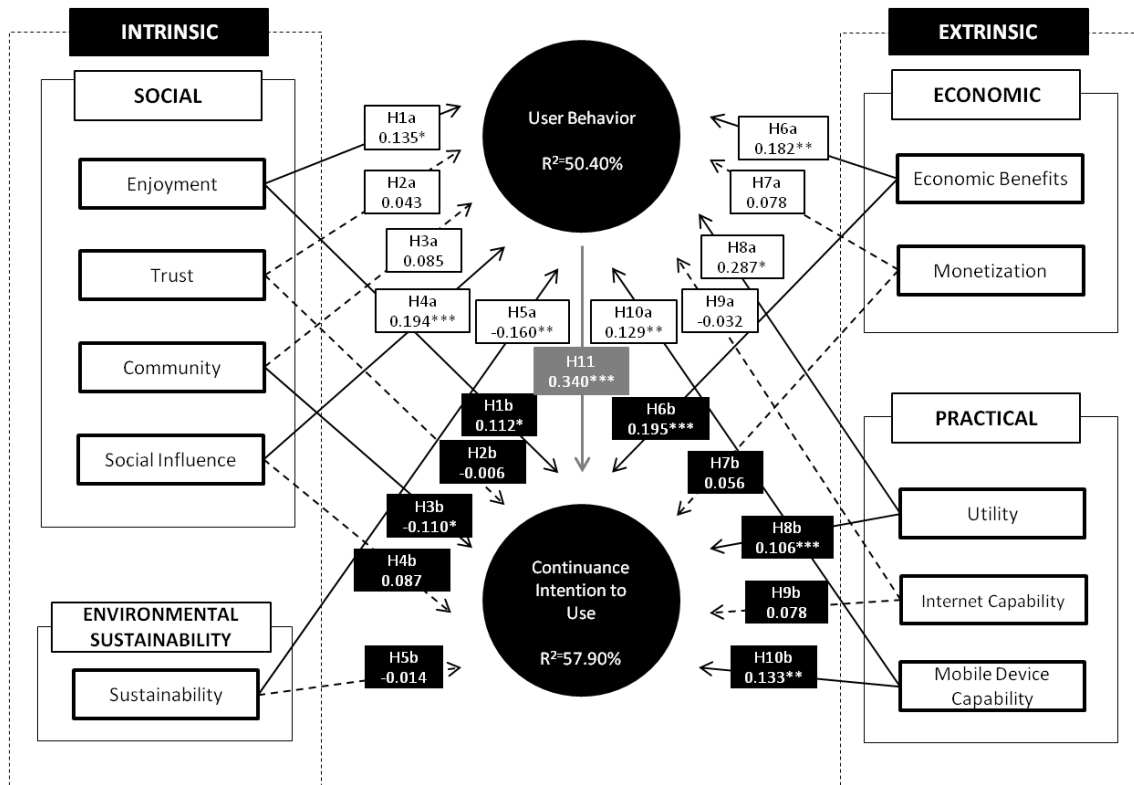 INTRINSIC
SOCIAL
Enjoyment
Trust
Community
Social Influence
ENVIRONMENTAL
SUSTAINABILITY
Sustainability
H1a
0.135*
H2a
0.043
H3a
0.085
H4a
0.194***
H5a
-0.160**
User Behavior
R²=50.40%
H11
0.340***
H1b
0.112*
H2b
-0.006
H3b
-0.110*
H4b
0.087
H5b
-0.014
Continuance
Intention to
Use
R²=57.90%
H6a
0.182**
H7a
0.078
H8a
0.287*
H9a
-0.032
H10a
0.129**
H6b
0.195***
H7b
0.056
H8b
0.106***
H9b
0.078
H10b
0.133**
EXTRINSIC
ECONOMIC
Economic Benefits
Monetization
PRACTICAL
Utility
Internet Capability
Mobile Device
Capability